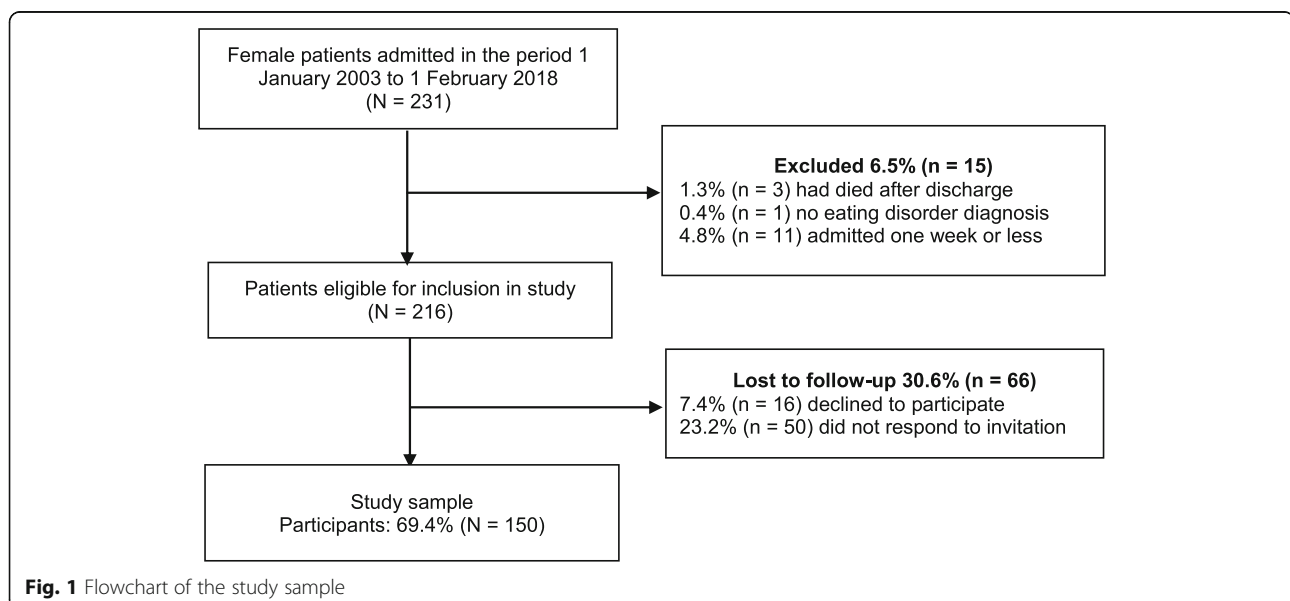 Female patients admitted in the period 1
January 2003 to 1 February 2018
(N = 231)
Excluded 6.5% (n = 15)
1.3% (n = 3) had died after discharge
0.4% (n = 1) no eating disorder diagnosis
4.8% (n = 11) admitted one week or less
Patients eligible for inclusion in study
(N = 216)
Lost to follow-up 30.6% (n = 66)
7.4% (n = 16) declined to participate
23.2% (n = 50) did not respond to invitation
Study sample
Participants: 69.4% (N = 150)
Fig. 1 Flowchart of the study sample